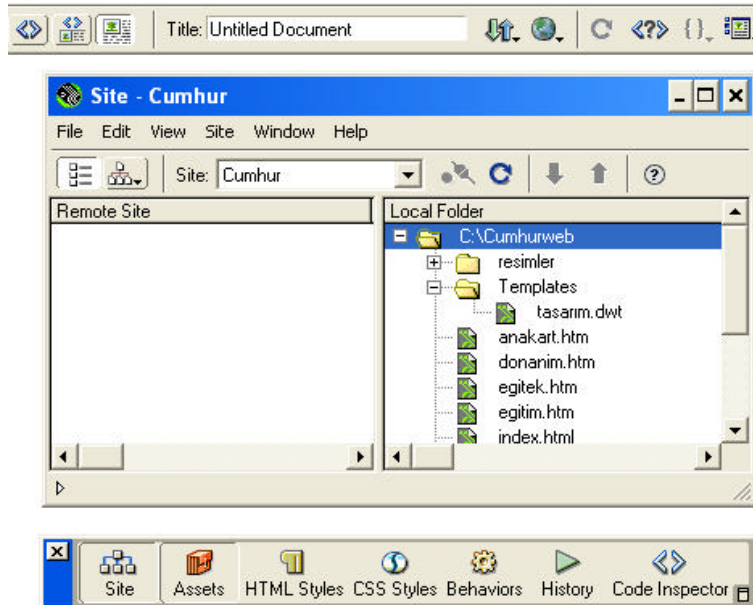 Title: Untitled Document
Site - Cumhur
File Edit View Site Window Help
Site: Cumhur
Remote Site
Local Folder
C:\Cumhurweb
resimler
Templates
tasarım.dwt
anakart.htm
donanim.htm
egitek.htm
egitim.htm
index.html
Site Assets HTML Styles CSS Styles Behaviors History Code Inspector